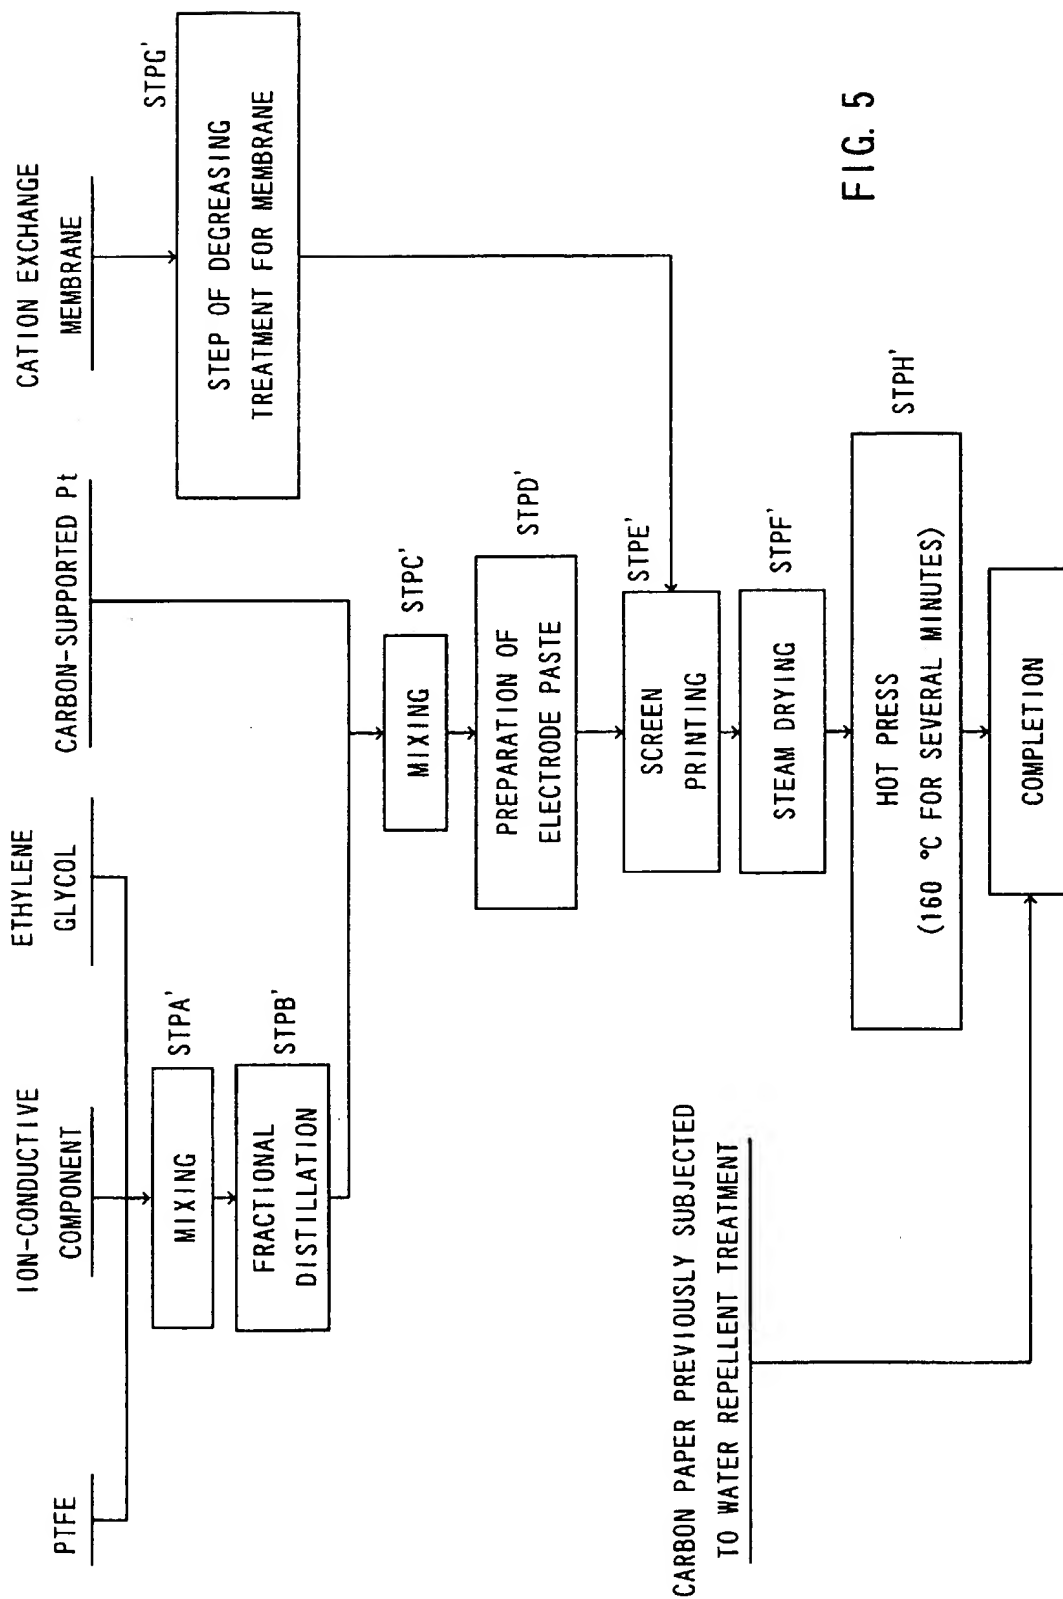 PTFE
ION-CONDUCTIVE
COMPONENT
ETHYLENE
GLYCOL
CARBON-SUPPORTED Pt
CATION EXCHANGE
MEMBRANE
MIXING
STPA'
FRACTIONAL
DISTILLATION
STPB'
STEP OF DEGREASING
TREATMENT FOR MEMBRANE
STPG'
MIXING
STPC'
PREPARATION OF
ELECTRODE PASTE
STPD'
SCREEN
PRINTING
STPE'
STEAM DRYING
STPF'
CARBON PAPER PREVIOUSLY SUBJECTED
TO WATER REPELLENT TREATMENT
HOT PRESS
(160 °C FOR SEVERAL MINUTES)
STPH'
COMPLETION
FIG. 5